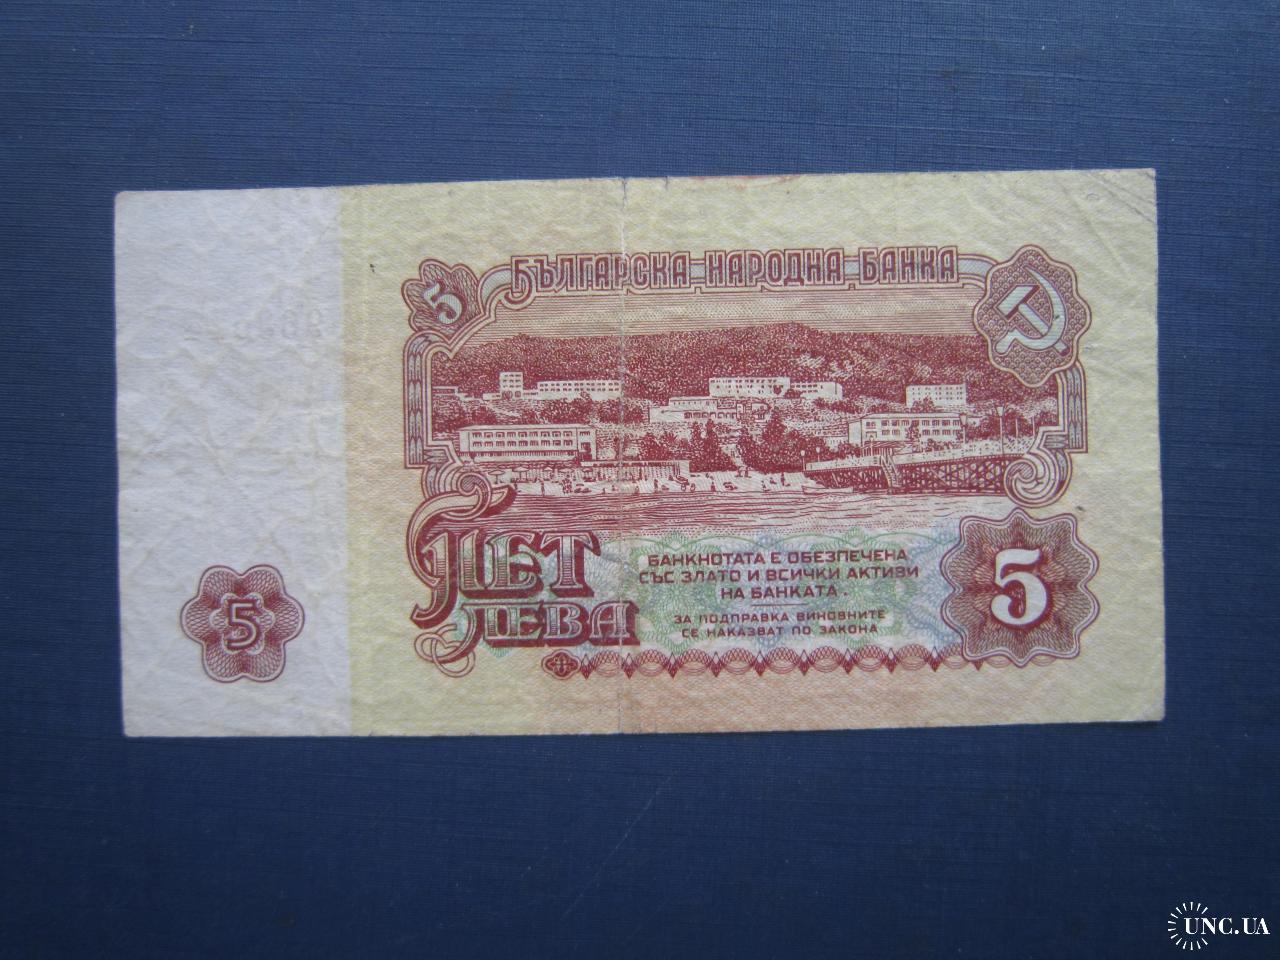 5
БЪЛГАРСКА НАРОДНА БАНКА
ПЕТ
ЛЕВА
БАНКНОТАТА Е ОБЕЗПЕЧЕНА
СЪС ЗЛАТО И ВСИЧКИ АКТИВИ
НА БАНКАТА.
ЗА ПОДПРАВКА ВИНОВНИТЕ
СЕ НАКАЗВАТ ПО ЗАКОНА
5
5
UNC.UA